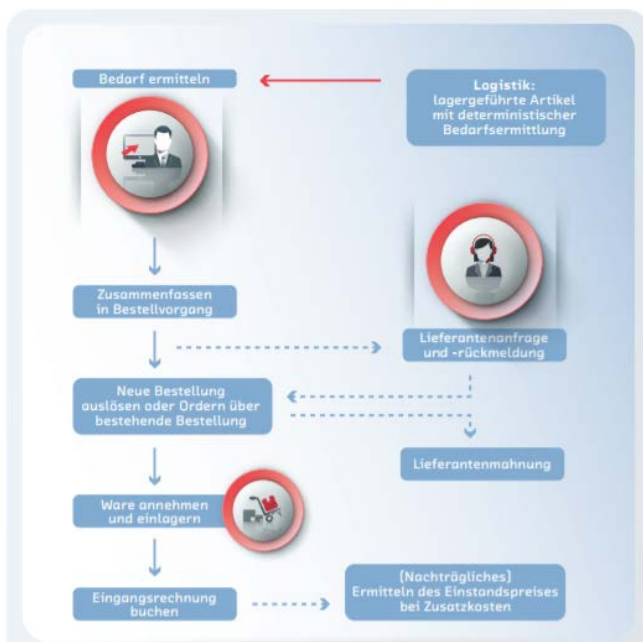 Bedarf ermitteln
Logistik:
lagergeführte Artikel
mit deterministischer
Bedarfsermittlung
Zusammenfassen
in Bestellvorgang
Lieferantenanfrage
und -rückmeldung
Neue Bestellung
auslösen oder Ordern über
bestehende Bestellung
Lieferantenmahnung
Ware annehmen
und einlagern
Eingangsrechnung
buchen
(Nachträgliches)
Ermitteln des Einstandspreises
bei Zusatzkosten